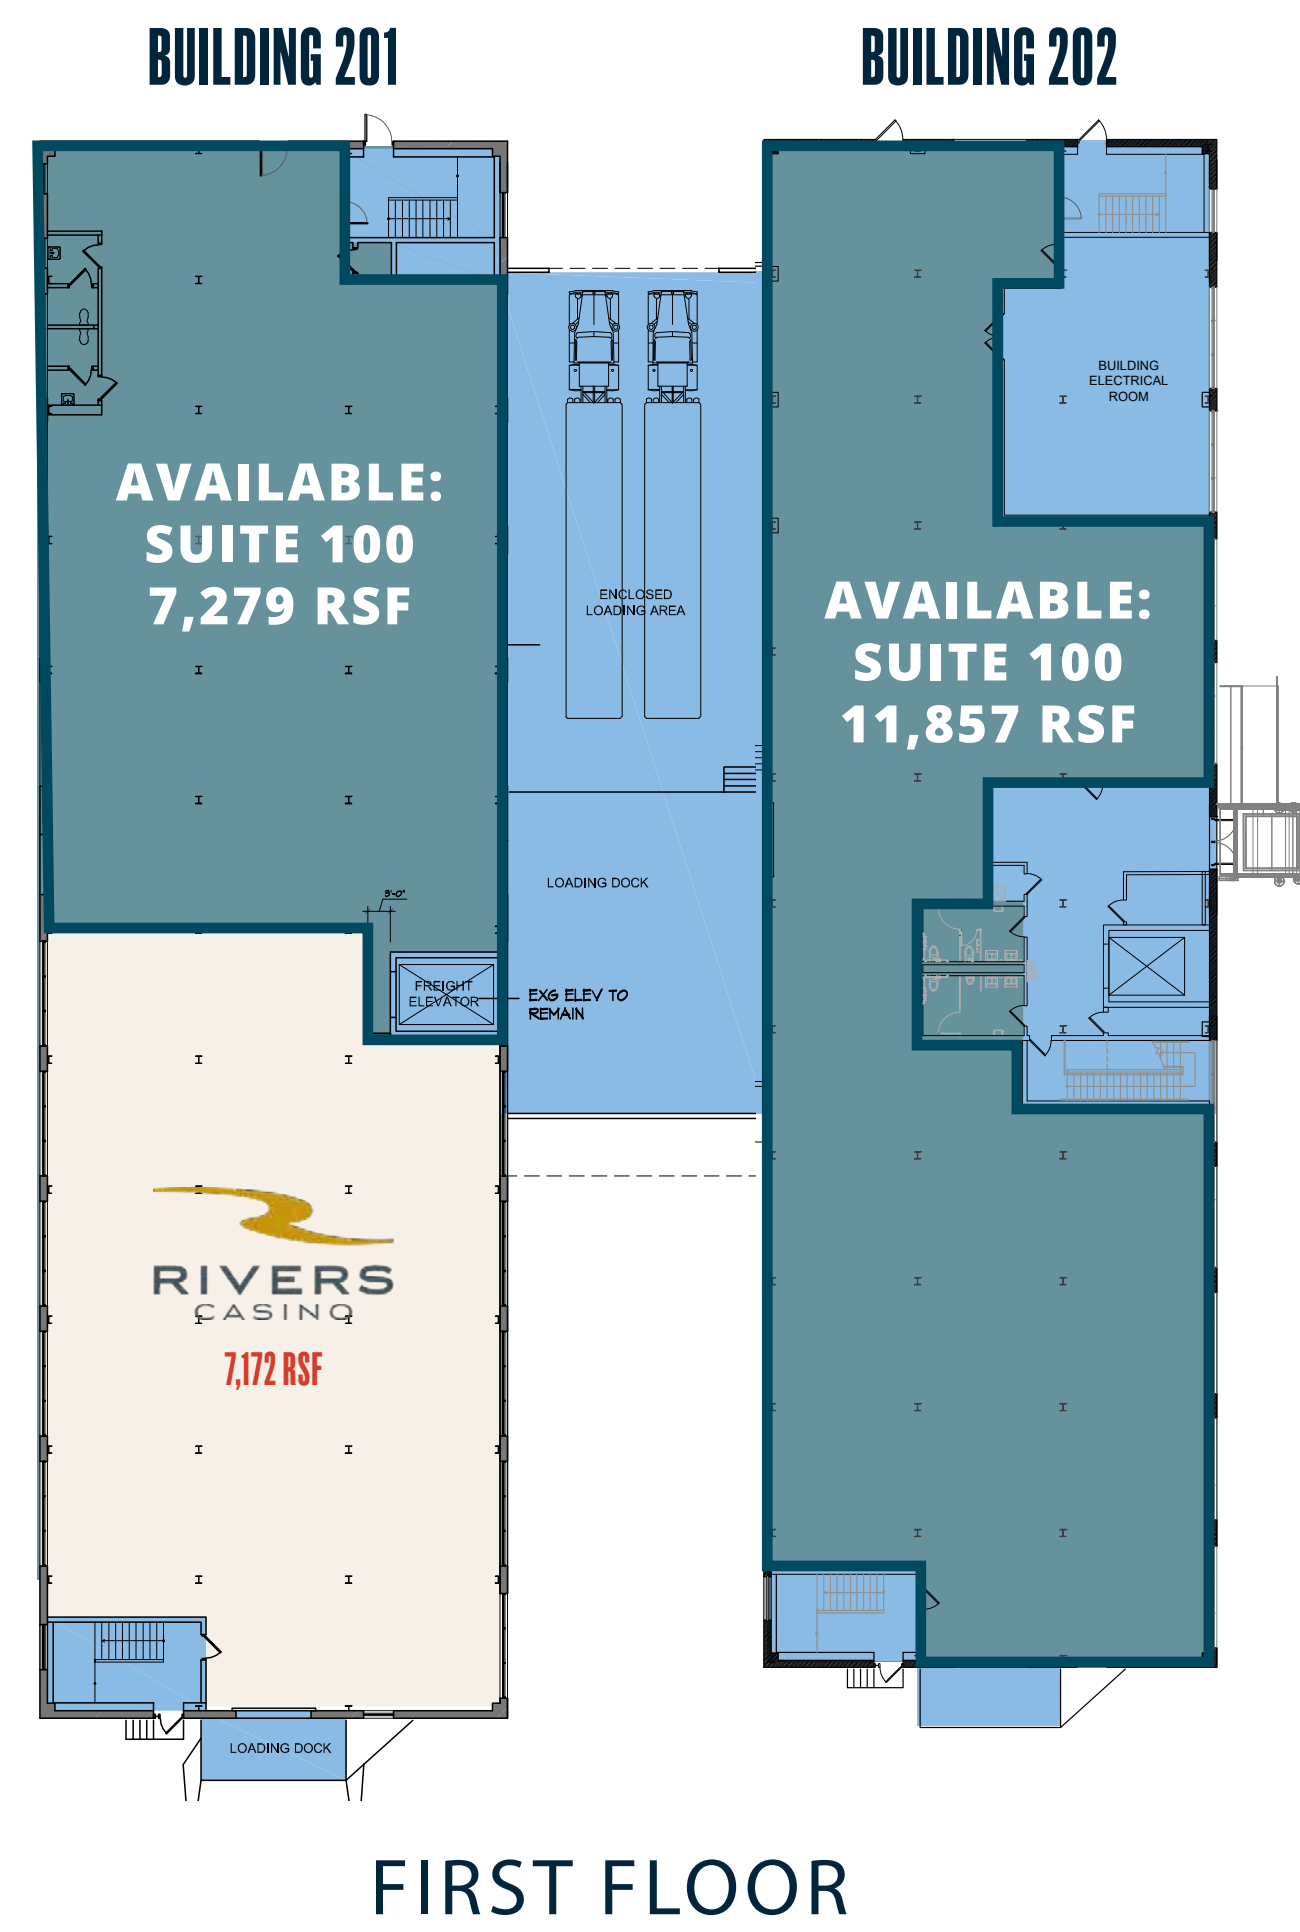 BUILDING 201
BUILDING 202
BUILDING
ELECTRICAL
ROOM
AVAILABLE:
SUITE 100
7,279 RSF
ENCLOSED
LOADING AREA
AVAILABLE:
SUITE 100
11,857 RSF
LOADING DOCK
9'-0"
FREIGHT
ELEVATOR
EXG ELEV TO
REMAIN
RIVERS
CASINO
7,172 RSF
LOADING DOCK
FIRST FLOOR